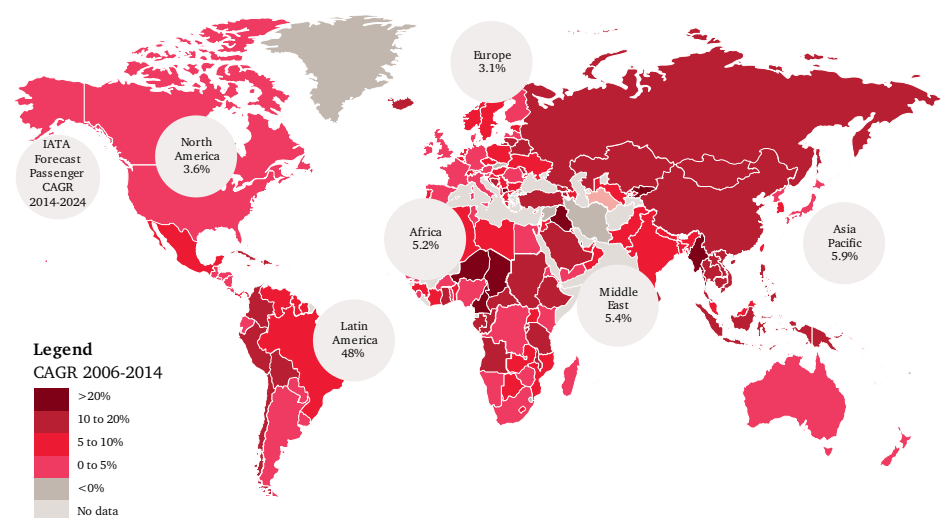 Europe
3.1%
North
America
3.6%
IATA
Forecast
Passenger
CAGR
2014-2024
Africa
5.2%
Asia
Pacific
5.9%
Middle
East
5.4%
Latin
America
48%
Legend
CAGR 2006-2014
>20%
10 to 20%
5 to 10%
0 to 5%
<0%
No data